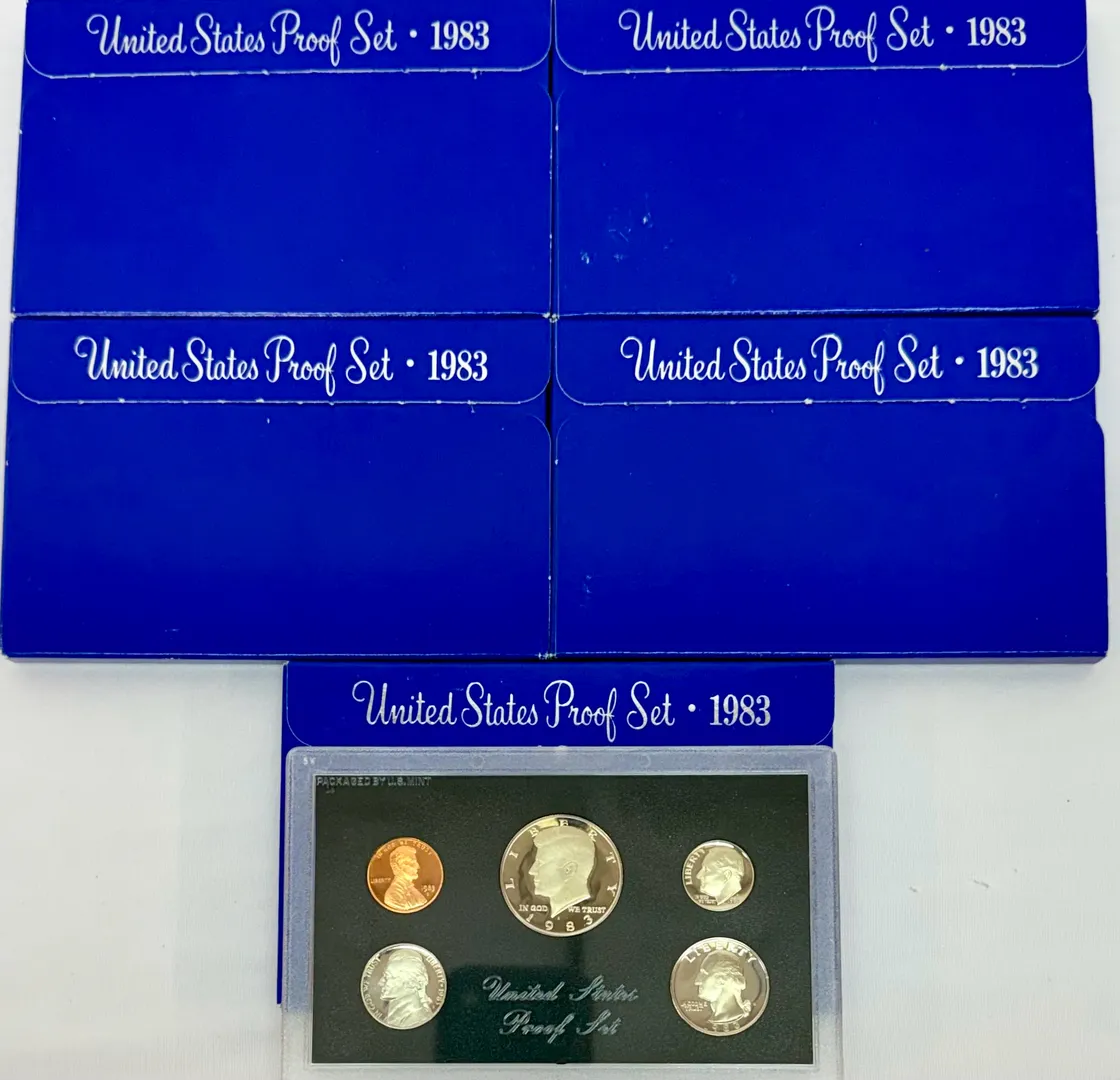 United States Proof Set • 1983
United States Proof Set • 1983
United States Proof Set • 1983
United States Proof Set • 1983
United States Proof Set • 1983
PACKAGED BY U.S. MINT
LIBERTY
IN GOD WE TRUST
1983
LIBERTY
1983
LIBERTY
LIBERTY
United States
Proof Set